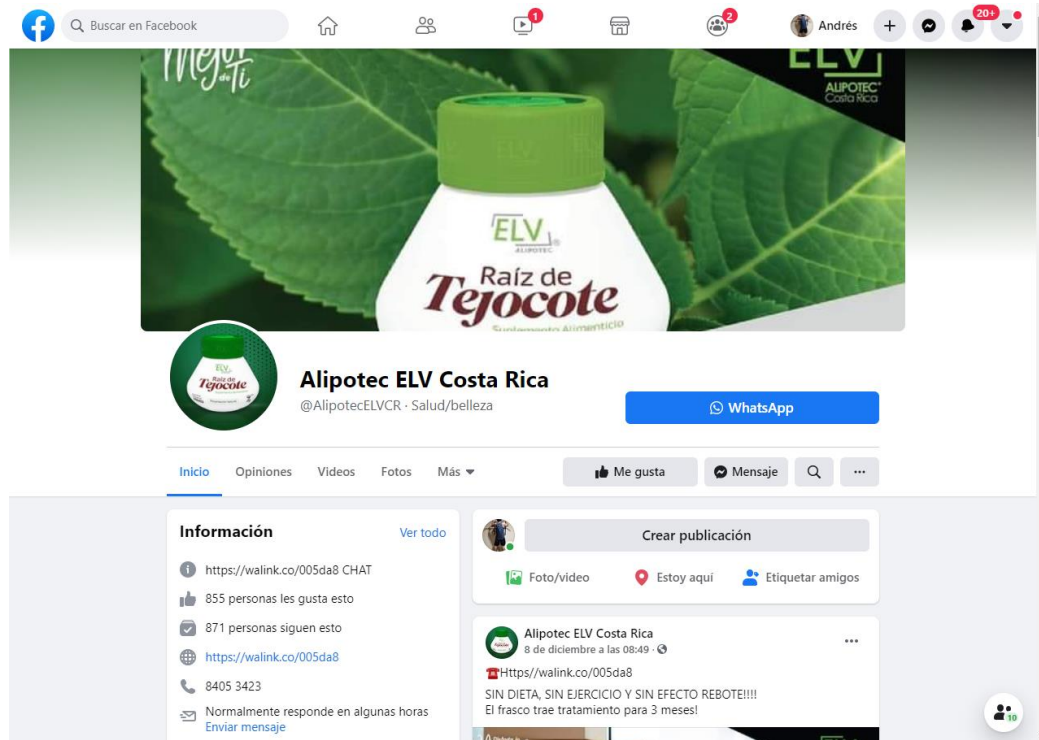 Buscar en Facebook
1
2
Andrés
20+
Mejor
de Ti
ELV
ALIPOTEC
Costa Rica
ELV
ALIPOTEC
Raíz de
Tejocote
Suplemento Alimenticio
ELV
Raíz de
Tejocote
Alipotec ELV Costa Rica
@AlipotecELVCR · Salud/belleza
WhatsApp
Inicio
Opiniones
Videos
Fotos
Más
Me gusta
Mensaje
Información
Ver todo
https://walink.co/005da8 CHAT
855 personas les gusta esto
871 personas siguen esto
https://walink.co/005da8
8405 3423
Normalmente responde en algunas horas
Enviar mensaje
Crear publicación
Foto/video
Estoy aquí
Etiquetar amigos
Alipotec ELV Costa Rica
8 de diciembre a las 08:49 ·
Https//walink.co/005da8
SIN DIETA, SIN EJERCICIO Y SIN EFECTO REBOTE!!!!
El frasco trae tratamiento para 3 meses!
10